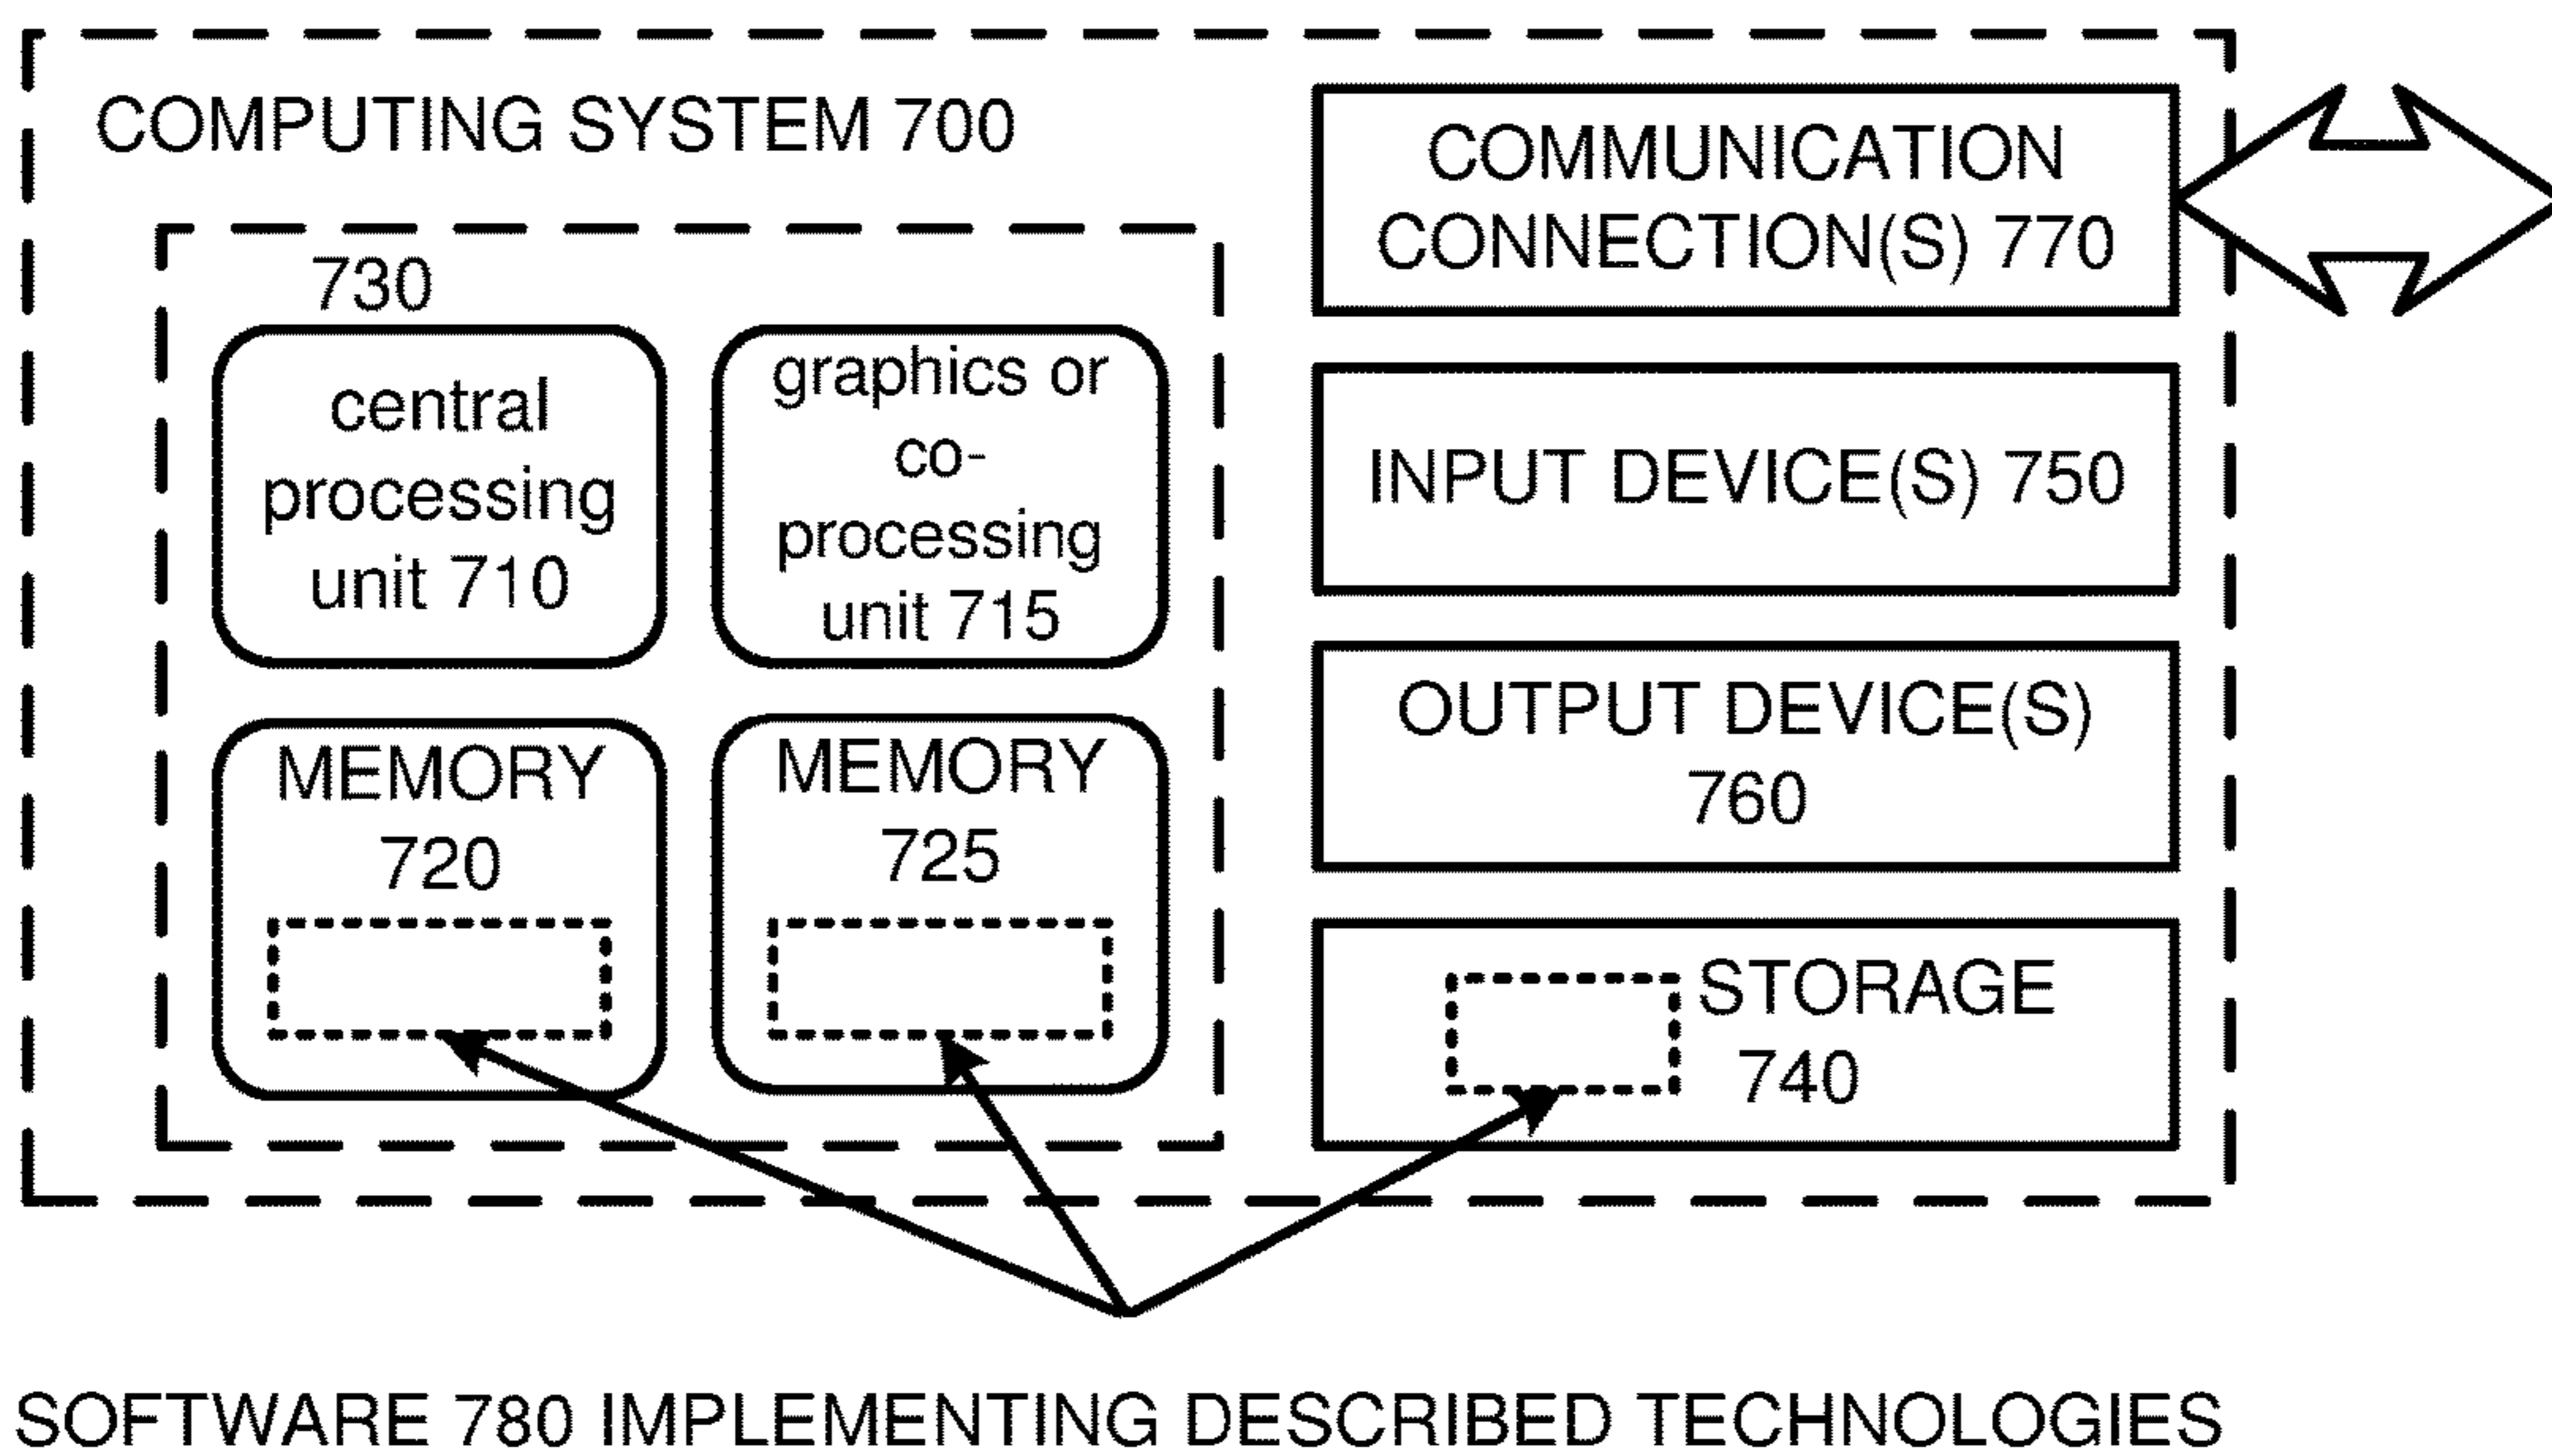 COMPUTING SYSTEM 700
730
central
processing
unit 710
graphics or
co-
processing
unit 715
MEMORY
720
MEMORY
725
COMMUNICATION
CONNECTION(S) 770
INPUT DEVICE(S) 750
OUTPUT DEVICE(S)
760
STORAGE
740
SOFTWARE 780 IMPLEMENTING DESCRIBED TECHNOLOGIES